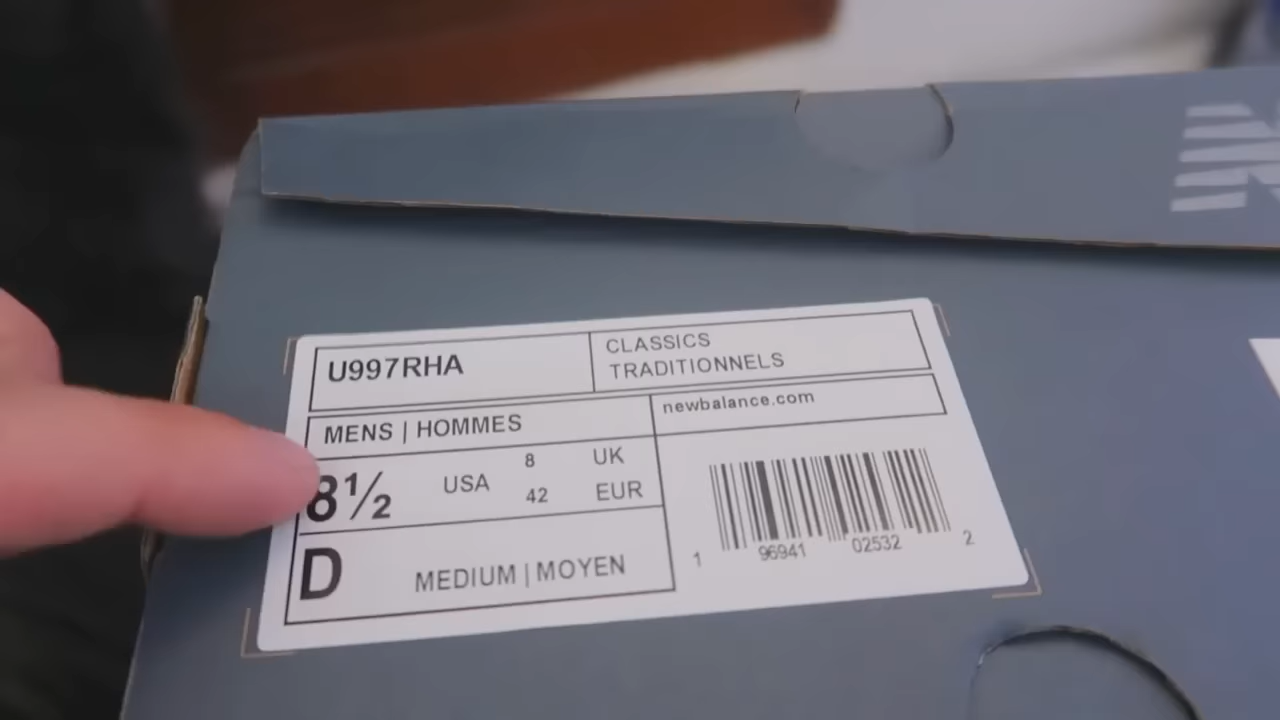 U997RHA
CLASSICS
TRADITIONNELS
MENS | HOMMES
newbalance.com
8½ USA 8 UK
42 EUR
D MEDIUM | MOYEN
1 96941 02532 2